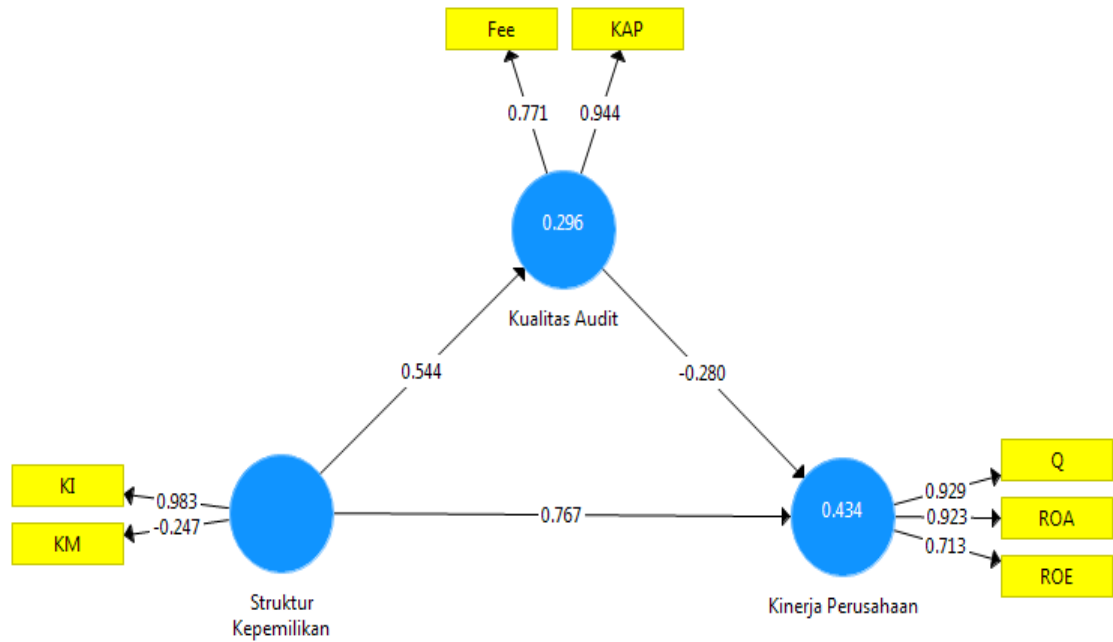 Fee
KAP
0.771
0.944
0.296
Kualitas Audit
0.544
-0.280
KI
KM
0.983
-0.247
0.767
0.434
0.929
0.923
0.713
Q
ROA
ROE
Struktur
Kepemilikan
Kinerja Perusahaan